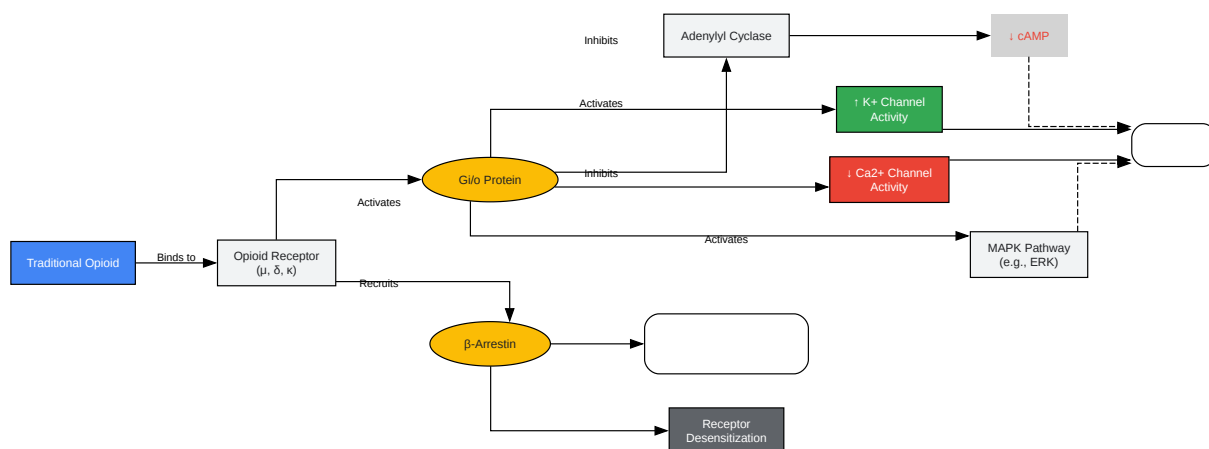 Inhibits
Adenylyl Cyclase
↓ cAMP
Activates
↑ K+ Channel
Activity
Gi/o Protein
Inhibits
↓ Ca2+ Channel
Activity
Activates
Activates
MAPK Pathway
(e.g., ERK)
Traditional Opioid
Binds to
Opioid Receptor
(μ, δ, κ)
Recruits
β-Arrestin
Receptor
Desensitization